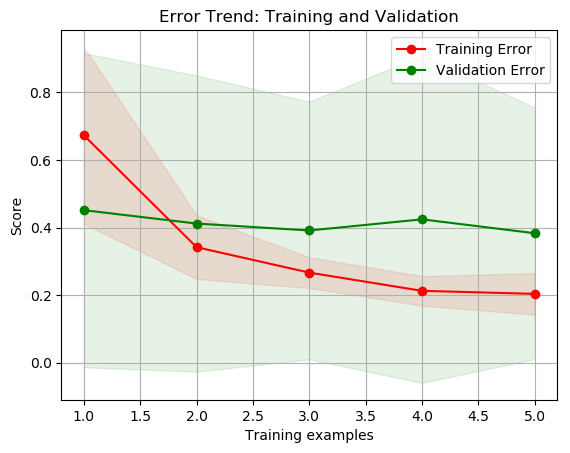 Error Trend: Training and Validation
Training Error
Validation Error
Score
0.8
0.6
0.4
0.2
0.0
1.0 1.5 2.0 2.5 3.0 3.5 4.0 4.5 5.0
Training examples